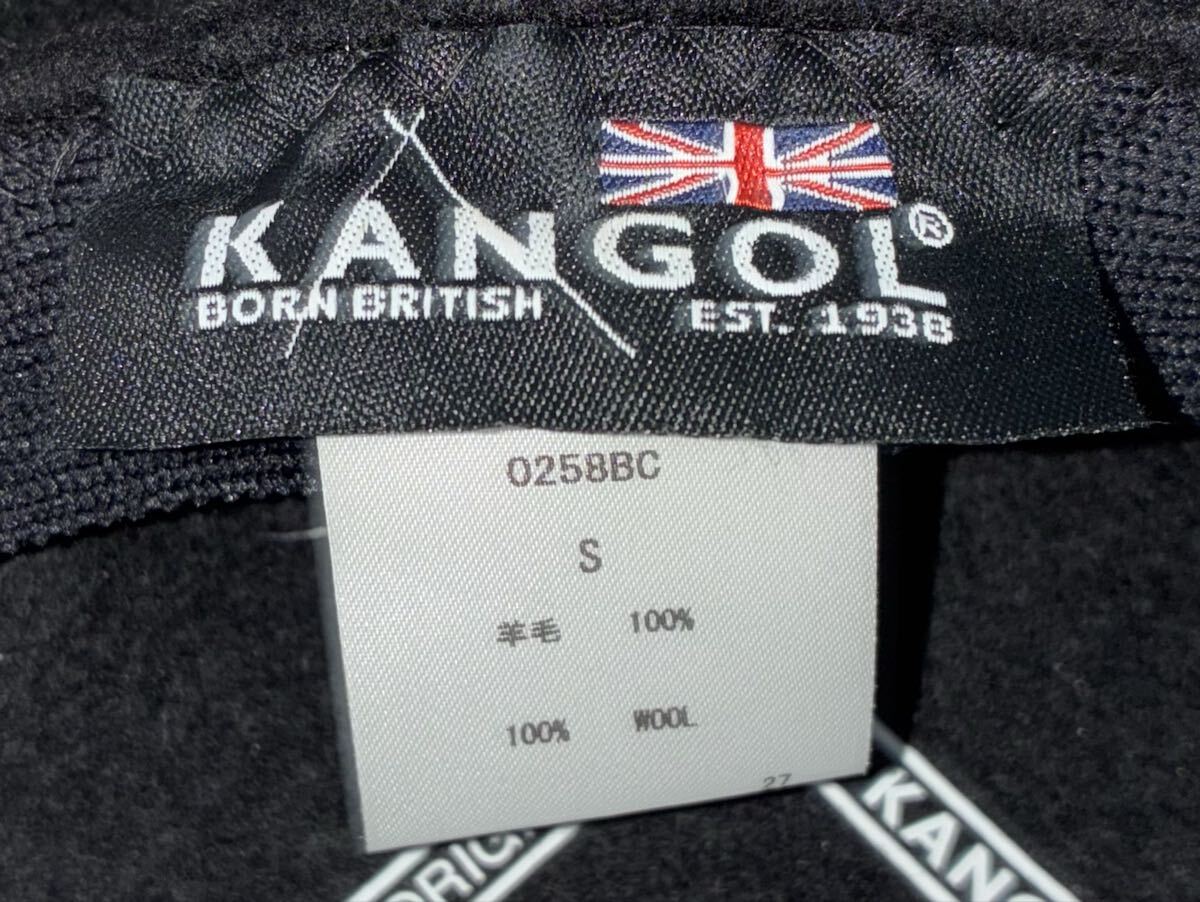 KANGOL®
BORN BRITISH EST. 1938
0258BC
S
羊毛 100%
100% WOOL
27
KANG